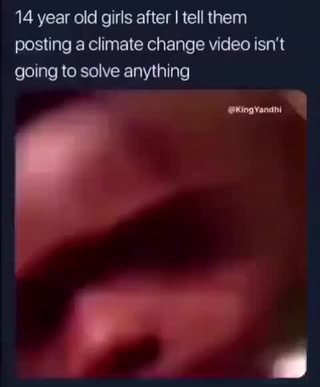 14 year old girls after I tell them
posting a climate change video isn't
going to solve anything
@KingYandhi